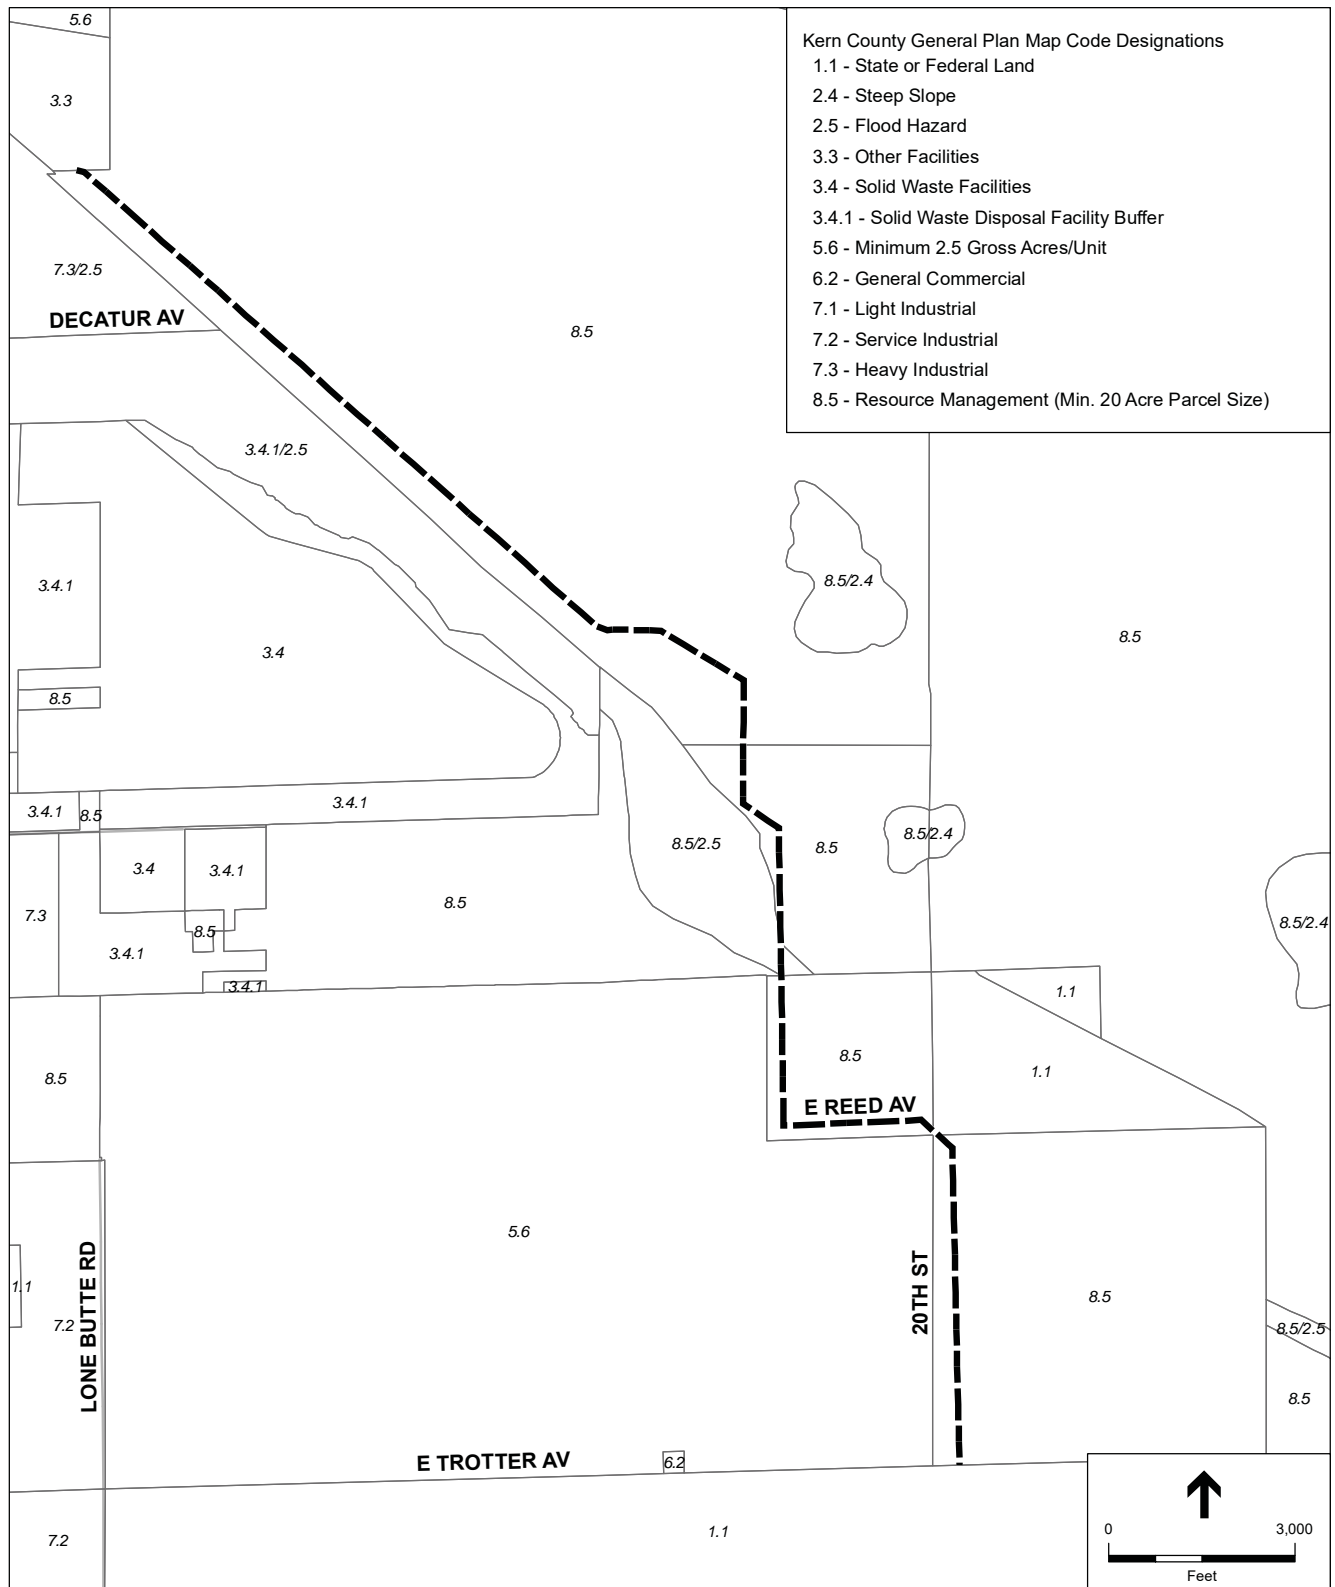 5.6
Kern County General Plan Map Code Designations
1.1 - State or Federal Land
2.4 - Steep Slope
2.5 - Flood Hazard
3.3 - Other Facilities
3.4 - Solid Waste Facilities
3.4.1 - Solid Waste Disposal Facility Buffer
5.6 - Minimum 2.5 Gross Acres/Unit
6.2 - General Commercial
7.1 - Light Industrial
7.2 - Service Industrial
7.3 - Heavy Industrial
8.5 - Resource Management (Min. 20 Acre Parcel Size)
3.3
7.3/2.5
DECATUR AV
8.5
3.4.1/2.5
8.5/2.4
3.4.1
8.5
3.4
8.5
3.4.1
3.4.1
8.5
8.5/2.4
8.5/2.5
8.5
3.4
3.4.1
8.5
7.3
8.5/2.4
8.5
3.4.1
3.4.1
1.1
8.5
1.1
8.5
E REED AV
5.6
20TH ST
8.5
1.1
7.2
LONE BUTTE RD
8.5/2.5
8.5
E TROTTER AV
6.2
1.1
7.2
0 3,000
Feet